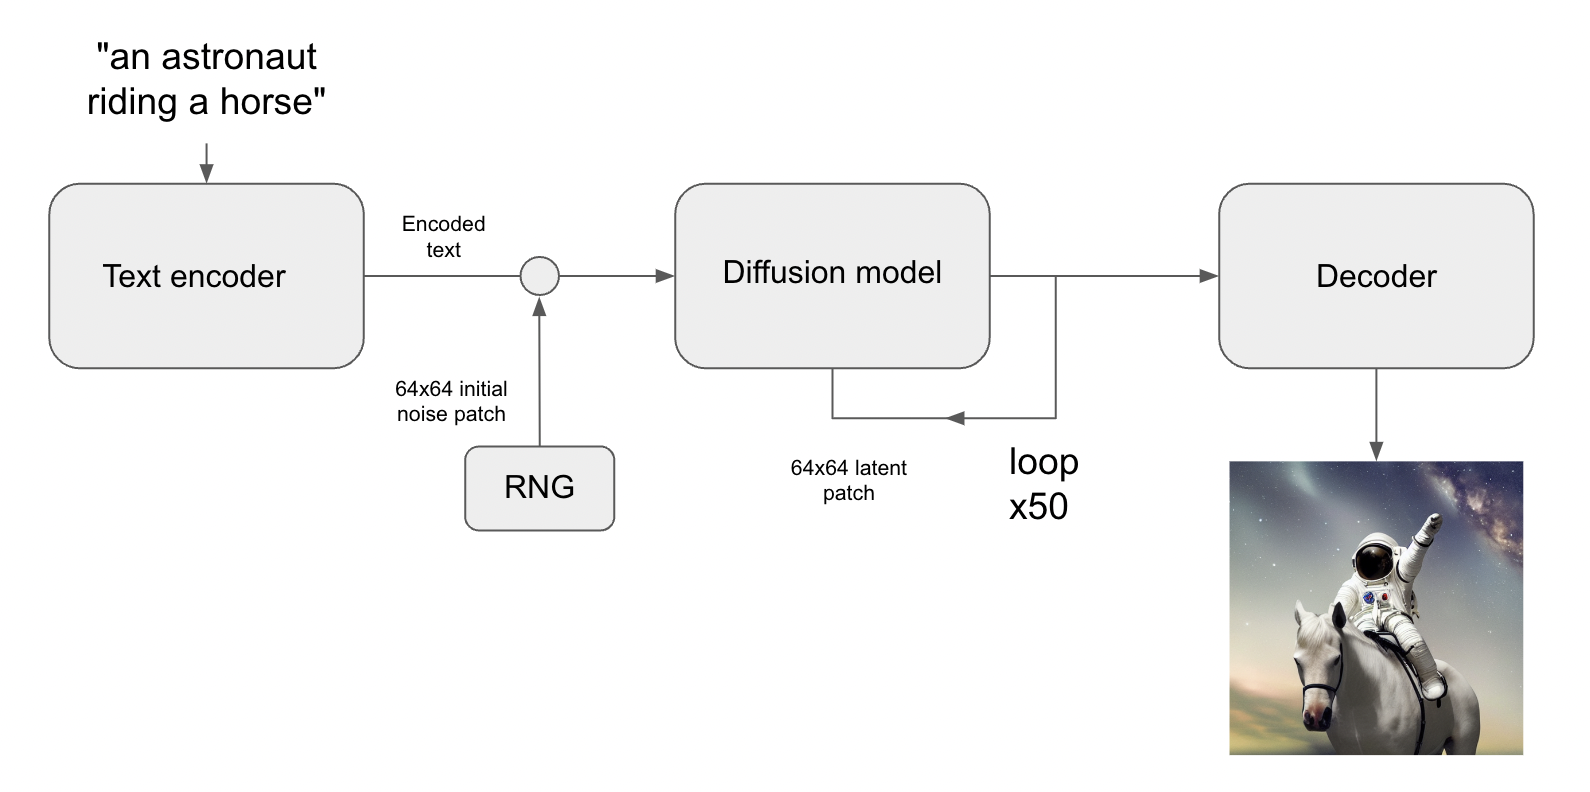 "an astronaut
riding a horse"
Text encoder
Encoded
text
64x64 initial
noise patch
RNG
Diffusion model
64x64 latent
patch
loop
x50
Decoder